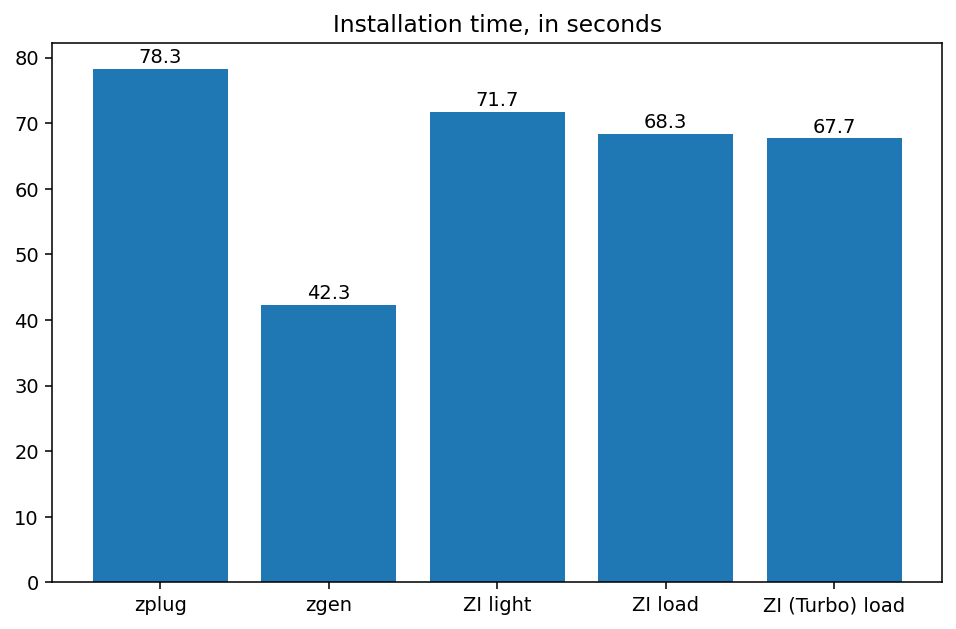 Installation time, in seconds
80
70
60
50
40
30
20
10
0
78.3
42.3
71.7
68.3
67.7
zplug
zgen
ZI light
ZI load
ZI (Turbo) load